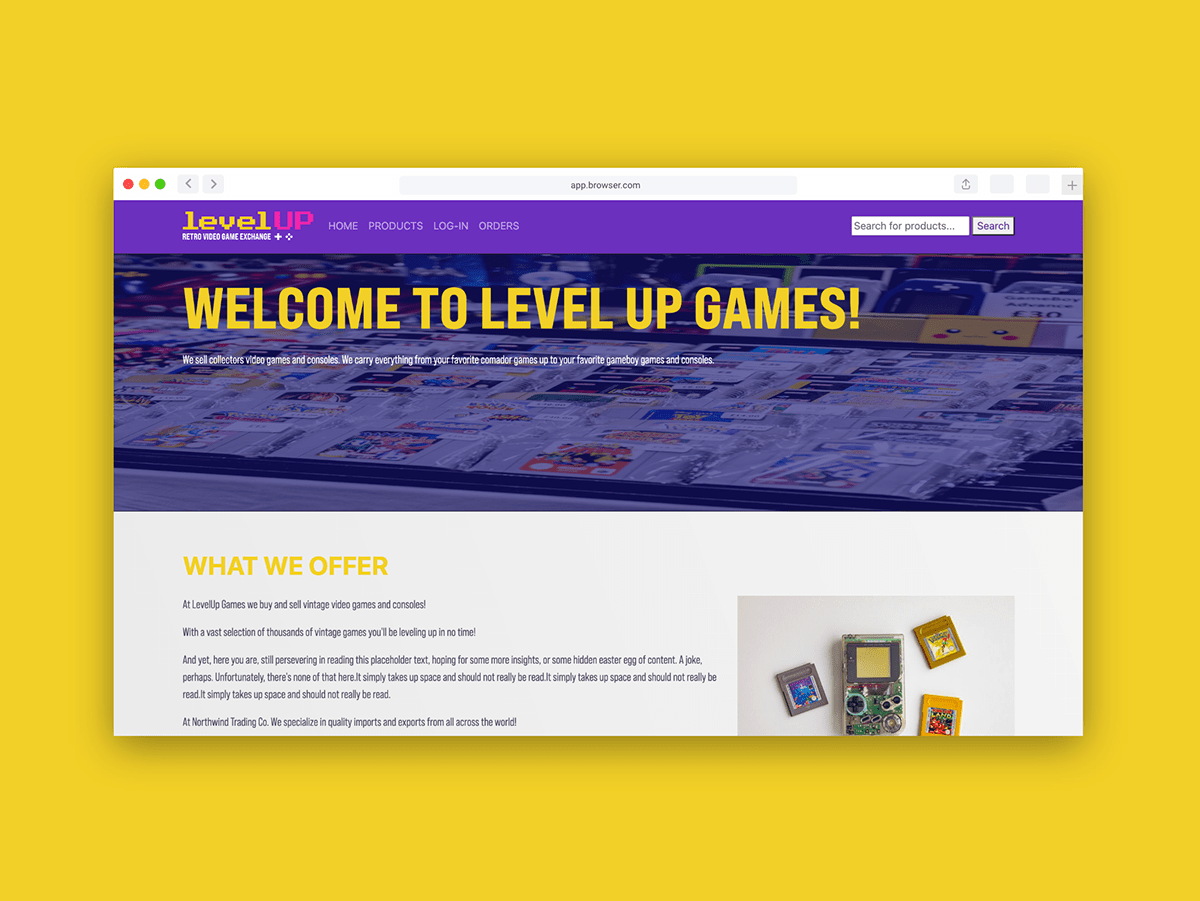 app.browser.com
levelUP
RETRO VIDEO GAME EXCHANGE
HOME PRODUCTS LOG-IN ORDERS
Search for products... Search
WELCOME TO LEVEL UP GAMES!
We sell collectors video games and consoles. We carry everything from your favorite comador games up to your favorite gameboy games and consoles.
GameBoy
Advance
£30
WHAT WE OFFER
At LevelUp Games we buy and sell vintage video games and consoles!
With a vast selection of thousands of vintage games you'll be leveling up in no time!
And yet, here you are, still persevering in reading this placeholder text, hoping for some more insights, or some hidden easter egg of content. A joke,
perhaps. Unfortunately, there's none of that here.It simply takes up space and should not really be read.It simply takes up space and should not really be
read.It simply takes up space and should not really be read.
At Northwind Trading Co. We specialize in quality imports and exports from all across the world!